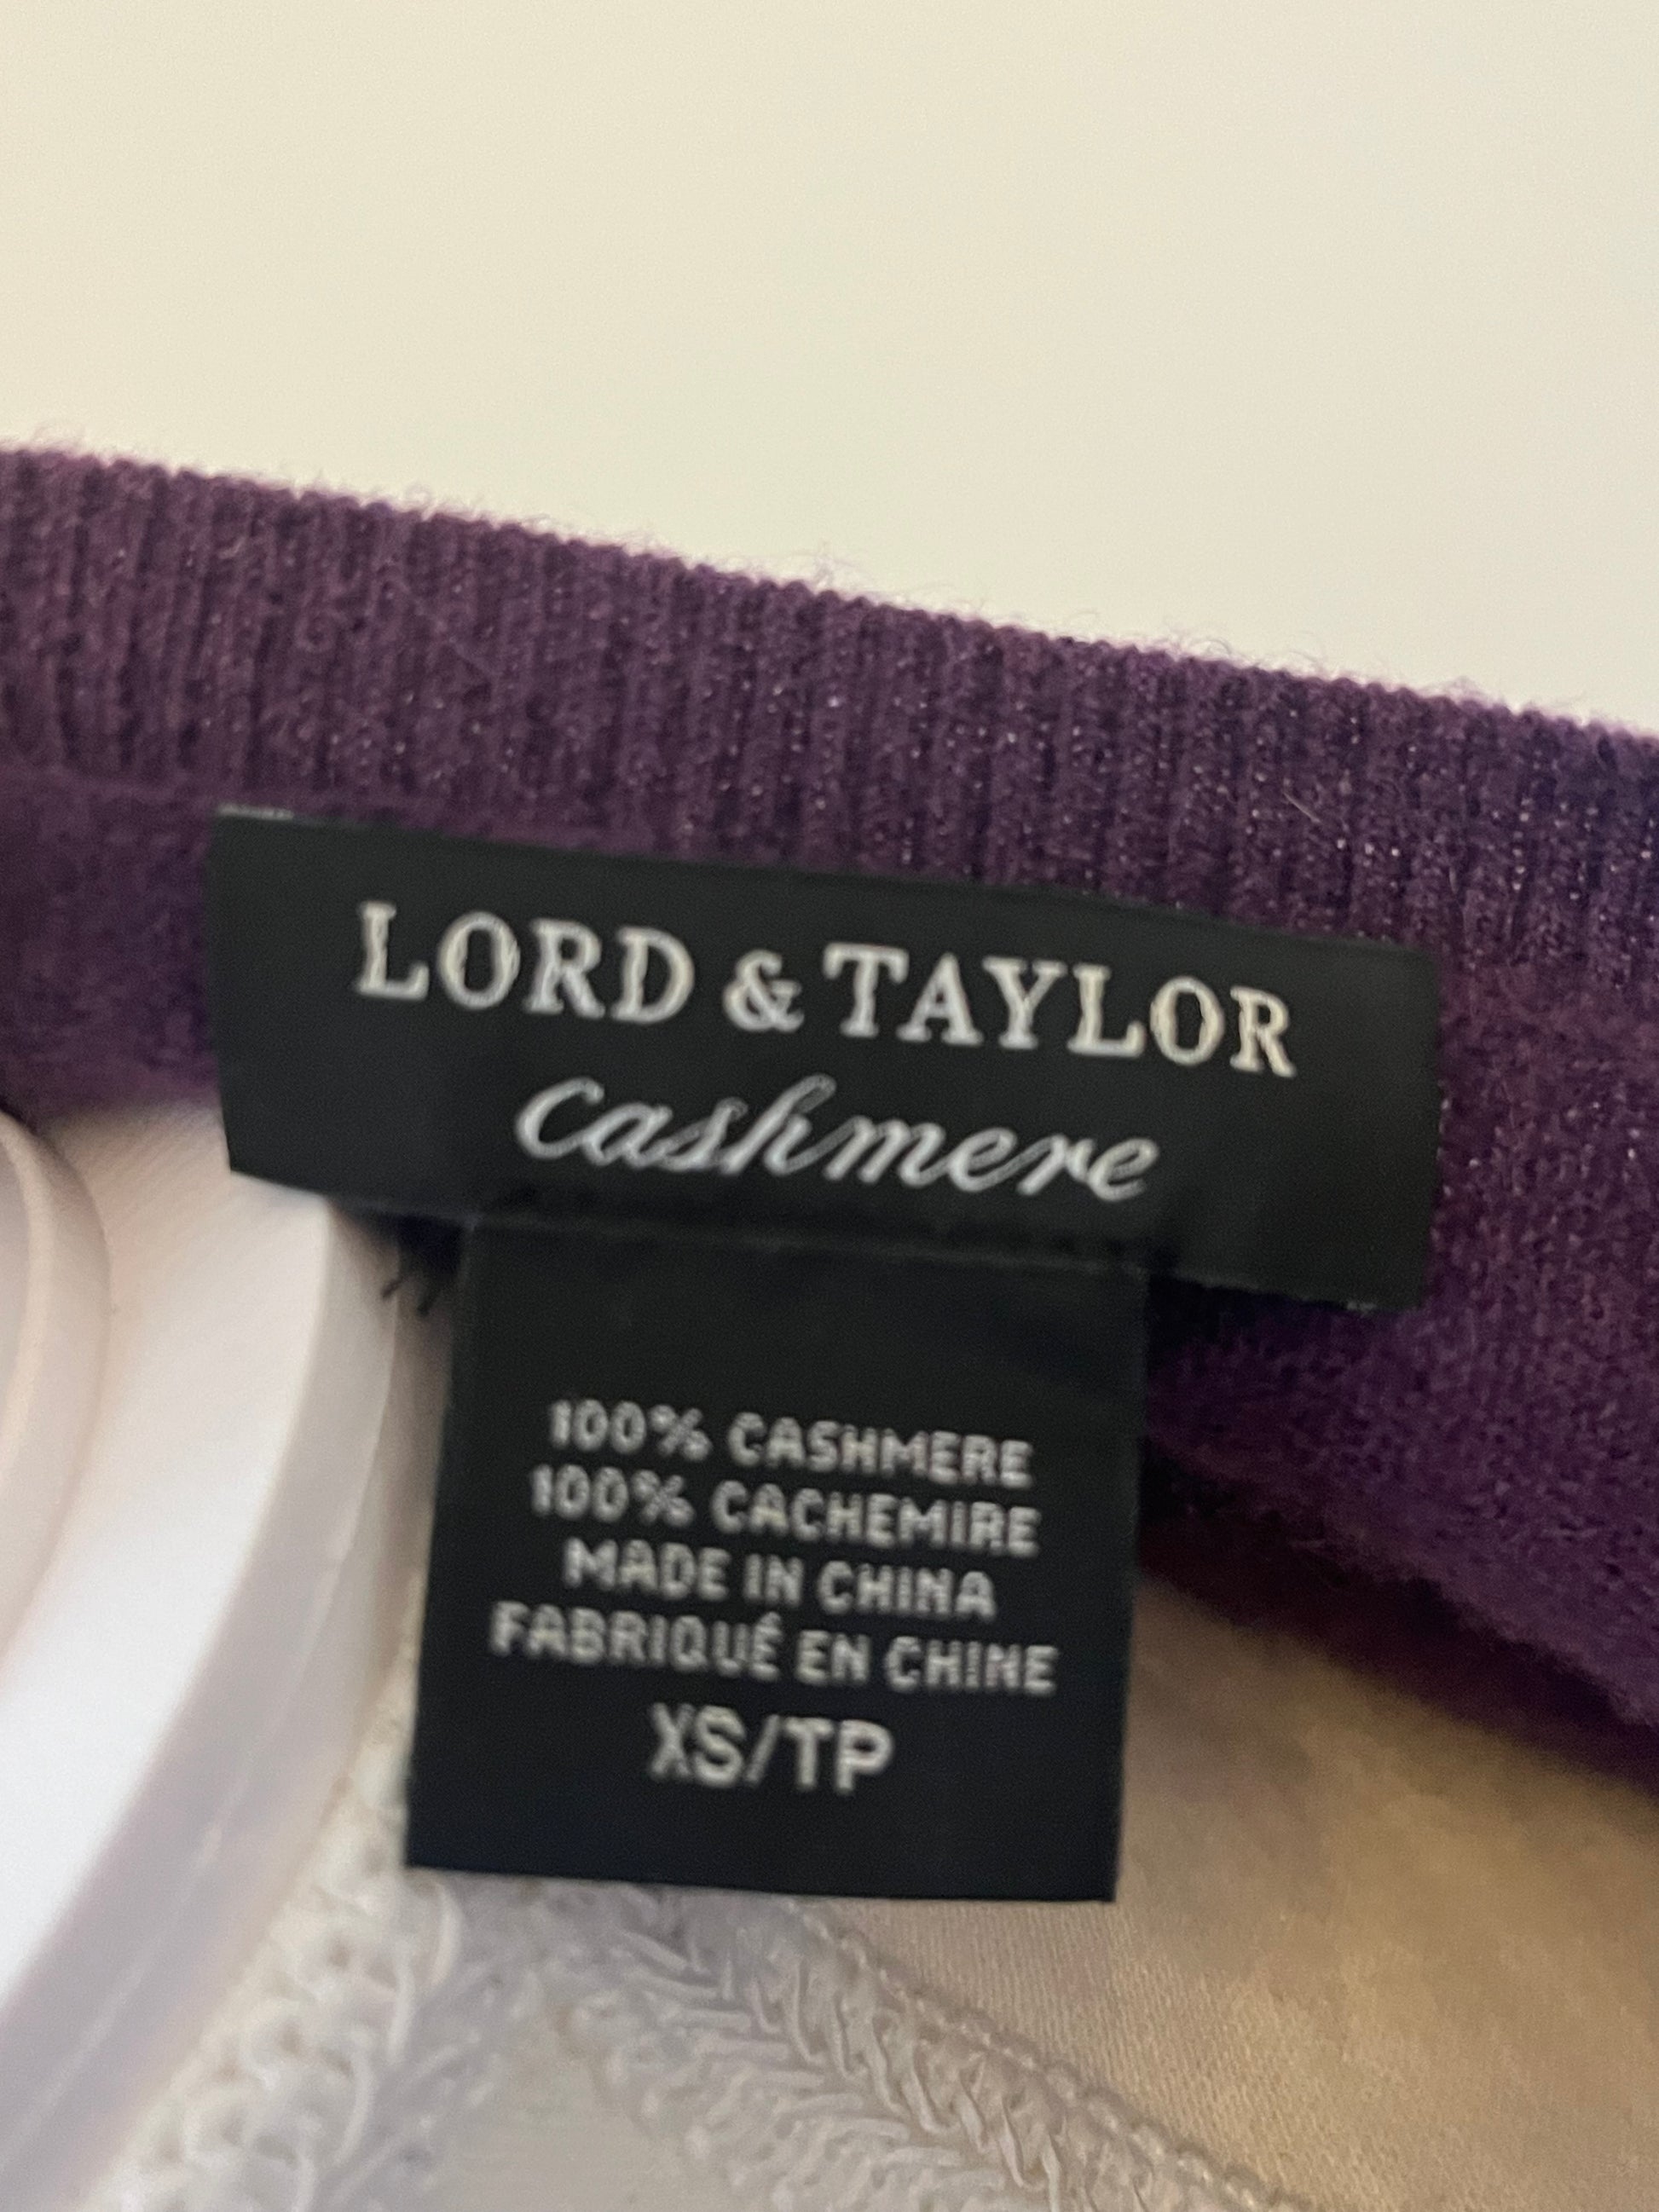 LORD & TAYLOR
cashmere
100% CASHMERE
100% CACHEMIRE
MADE IN CHINA
FABRIQUÉ EN CHINE
XS/TP